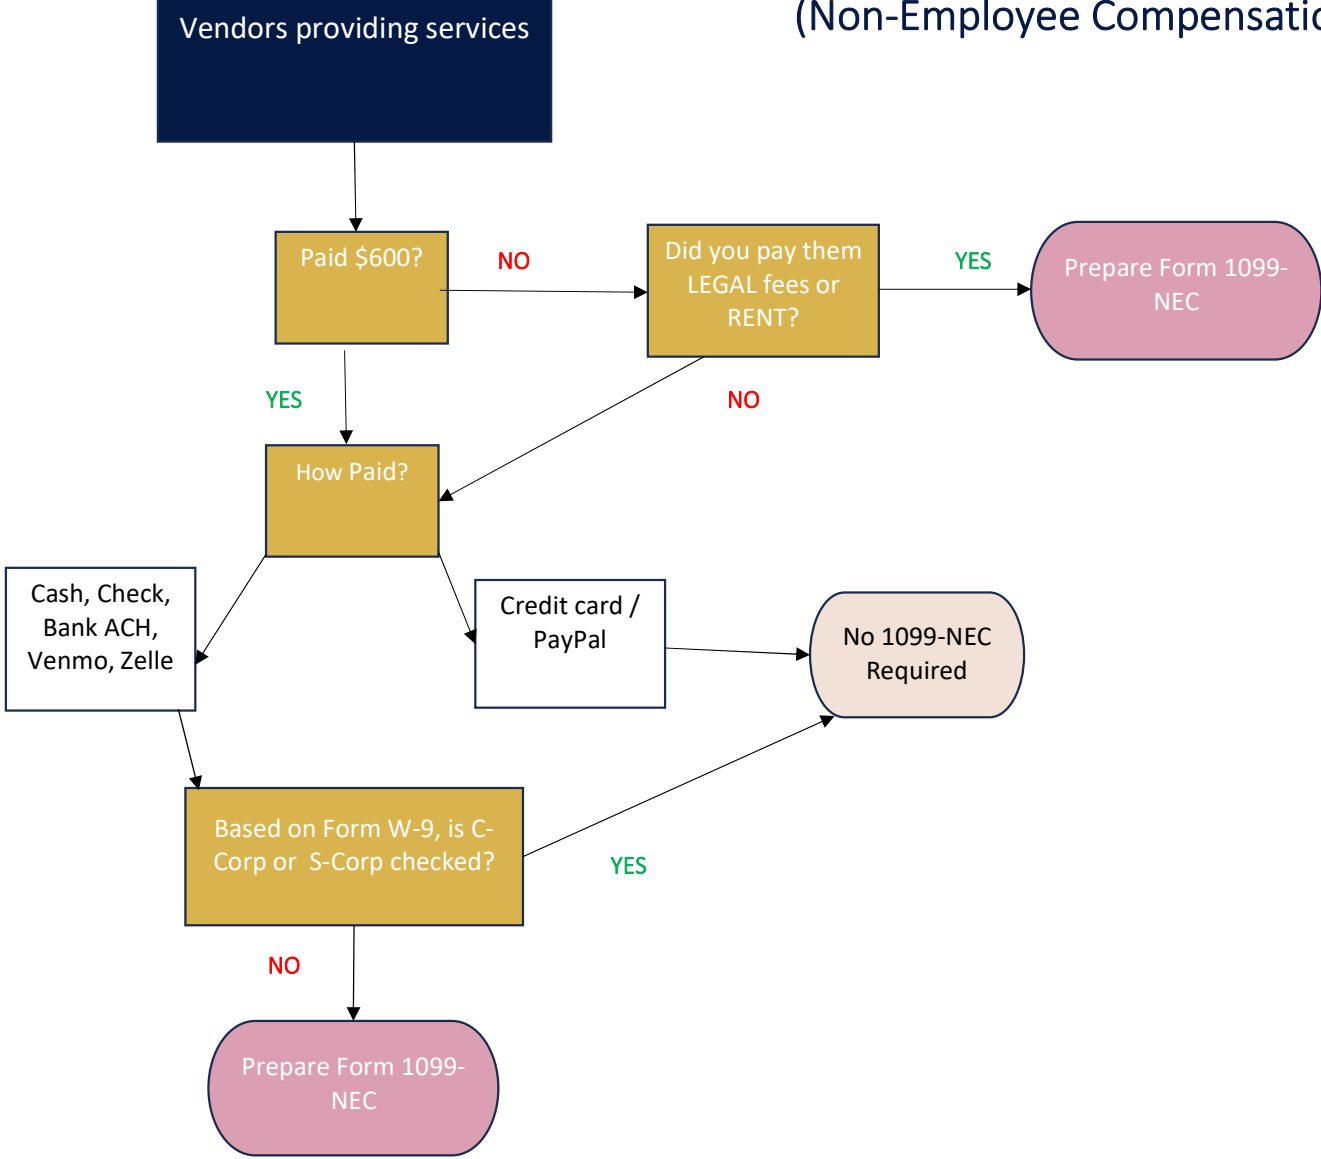 Vendors providing services
(Non-Employee Compensatio
Paid $600?
NO
Did you pay them
LEGAL fees or
RENT?
YES
Prepare Form 1099-
NEC
YES
NO
How Paid?
Cash, Check,
Bank ACH,
Venmo, Zelle
Credit card /
PayPal
No 1099-NEC
Required
Based on Form W-9, is C-
Corp or  S-Corp checked?
YES
NO
Prepare Form 1099-
NEC